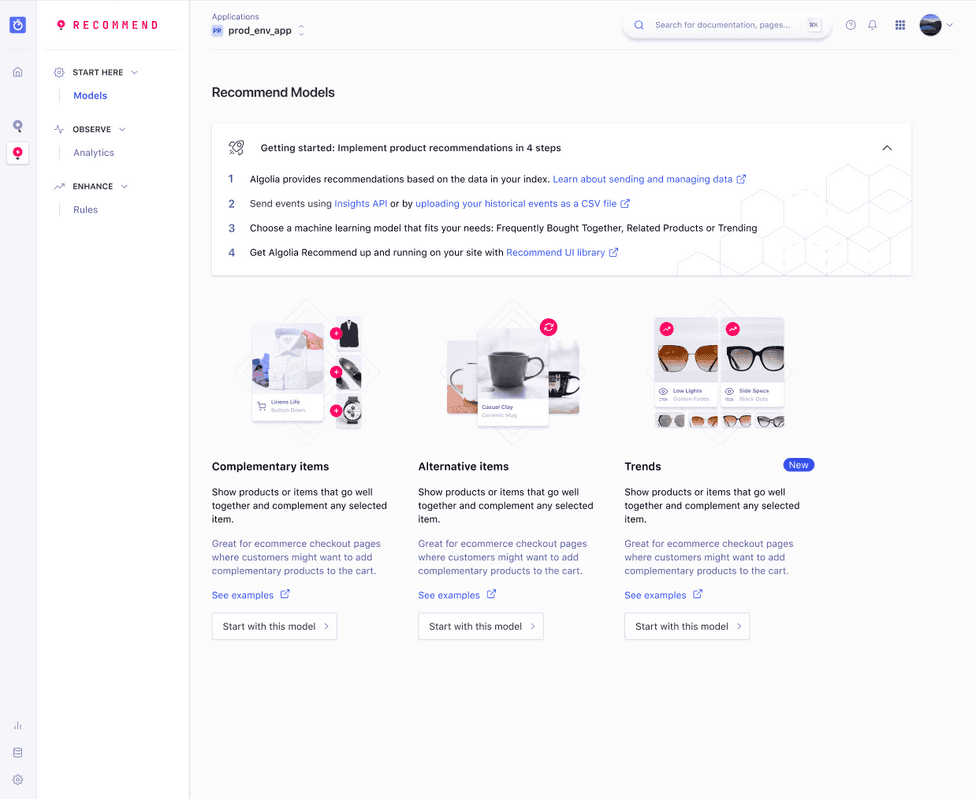 RECOMMEND
Applications
PR prod_env_app
Search for documentation, pages...
⌘K
START HERE
Models
OBSERVE
Analytics
ENHANCE
Rules
Recommend Models
Getting started: Implement product recommendations in 4 steps
1 Algolia provides recommendations based on the data in your index. Learn about sending and managing data
2 Send events using Insights API or by uploading your historical events as a CSV file
3 Choose a machine learning model that fits your needs: Frequently Bought Together, Related Products or Trending
4 Get Algolia Recommend up and running on your site with Recommend UI library
Linens Life
Button Down
Casual Clay
Ceramic Mug
Low Lights
Golden Fades
Side Specs
Black Outs
Complementary items
Show products or items that go well
together and complement any selected
item.
Great for ecommerce checkout pages
where customers might want to add
complementary products to the cart.
See examples
Start with this model
Alternative items
Show products or items that go well
together and complement any selected
item.
Great for ecommerce checkout pages
where customers might want to add
complementary products to the cart.
See examples
Start with this model
Trends
New
Show products or items that go well
together and complement any selected
item.
Great for ecommerce checkout pages
where customers might want to add
complementary products to the cart.
See examples
Start with this model